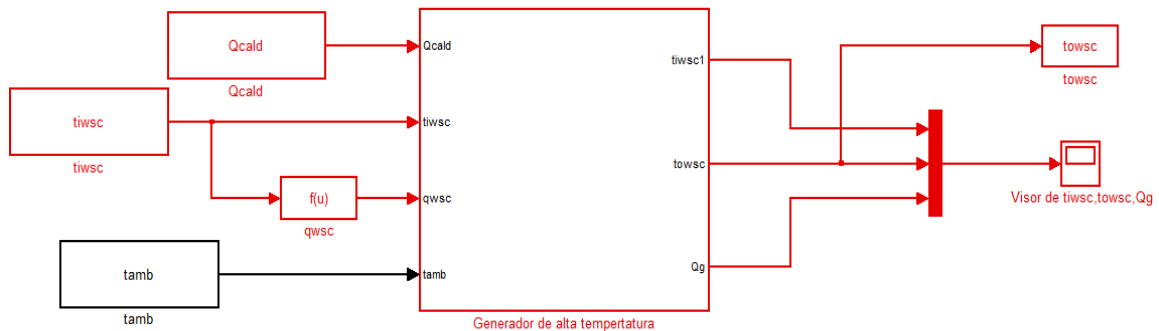 Qcald
Qcald
tiwsc
tiwsc
f(u)
qwsc
tamb
tamb
Qcald
tiwsc
qwsc
tamb
tiwsc1
towsc
Qg
Generador de alta tempertatura
towsc
towsc
Visor de tiwsc,towsc,Qg